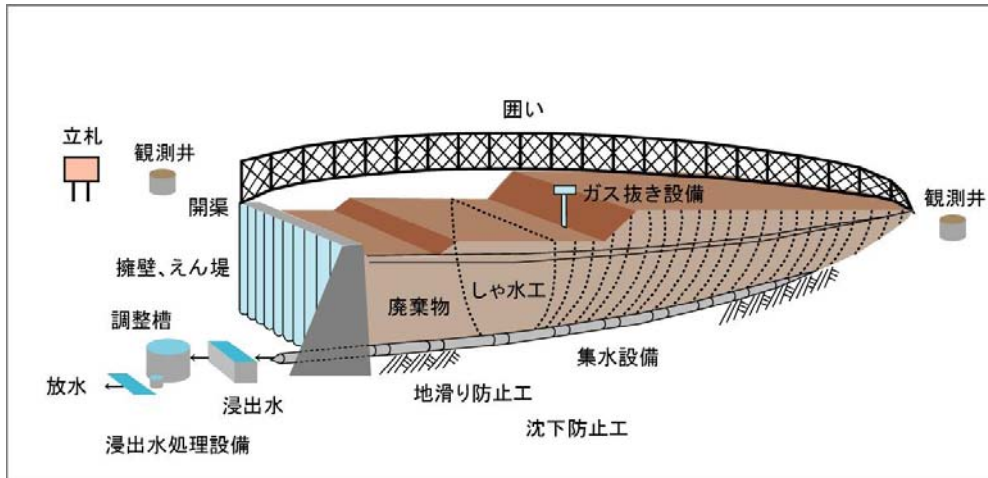 囲い
立札
観測井
ガス抜き設備
開渠
観測井
擁壁、えん堤
しゃ水工
廃棄物
調整槽
集水設備
放水
地滑り防止工
浸出水
沈下防止工
浸出水処理設備